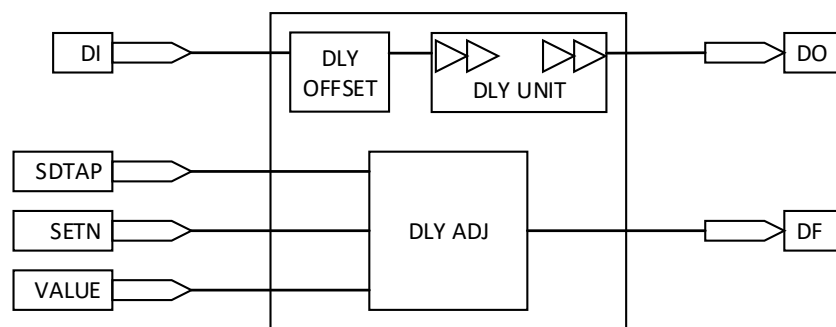 DI
DLY
OFFSET
DLY UNIT
DO
SDTAP
SETN
VALUE
DLY ADJ
DF